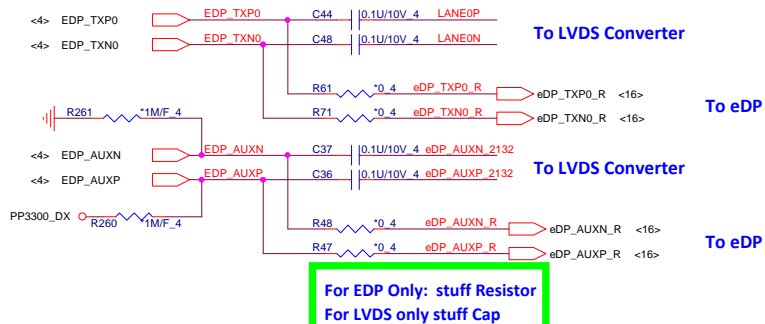 <4> EDP_TXP0 EDP_TXP0 C44 0.1U/10V_4 LANE0P
<4> EDP_TXN0 EDP_TXN0 C48 0.1U/10V_4 LANE0N
To LVDS Converter
R61 *0_4 eDP_TXP0_R eDP_TXP0_R <16>
R71 *0_4 eDP_TXN0_R eDP_TXN0_R <16>
To eDP
R261 *1M/F_4
<4> EDP_AUXN EDP_AUXN C37 0.1U/10V_4 eDP_AUXN_2132
<4> EDP_AUXP EDP_AUXP C36 0.1U/10V_4 eDP_AUXP_2132
To LVDS Converter
PP3300_DX R260 *1M/F_4
R48 *0_4 eDP_AUXN_R eDP_AUXN_R <16>
R47 *0_4 eDP_AUXP_R eDP_AUXP_R <16>
To eDP
For EDP Only: stuff Resistor
For LVDS only stuff Cap